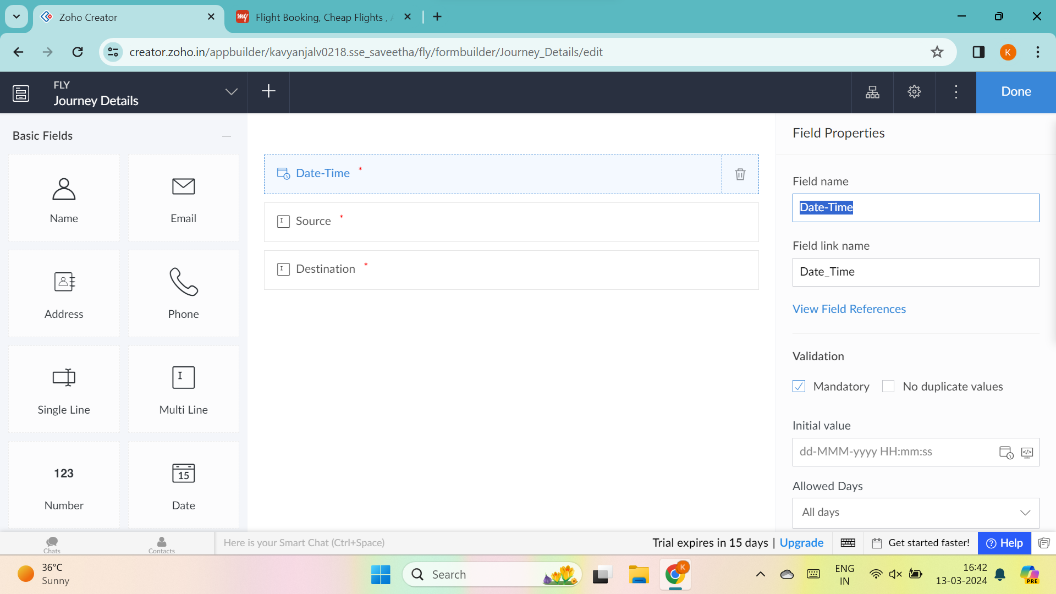 Zoho Creator
my
Flight Booking, Cheap Flights , A
creator.zoho.in/appbuilder/kavyanjalv0218.sse_saveetha/fly/formbuilder/Journey_Details/edit
K
FLY
Journey Details
Done
Basic Fields
Name
Email
Address
Phone
Single Line
Multi Line
123
Number
15
Date
Date-Time *
Source *
Destination *
Field Properties
Field name
Date-Time
Field link name
Date_Time
View Field References
Validation
Mandatory
No duplicate values
Initial value
dd-MMM-yyyy HH:mm:ss
Allowed Days
All days
Chats
Contacts
Here is your Smart Chat (Ctrl+Space)
Trial expires in 15 days | Upgrade
Get started faster!
Help
36°C
Sunny
Search
K
ENG
IN
16:42
13-03-2024
PRE